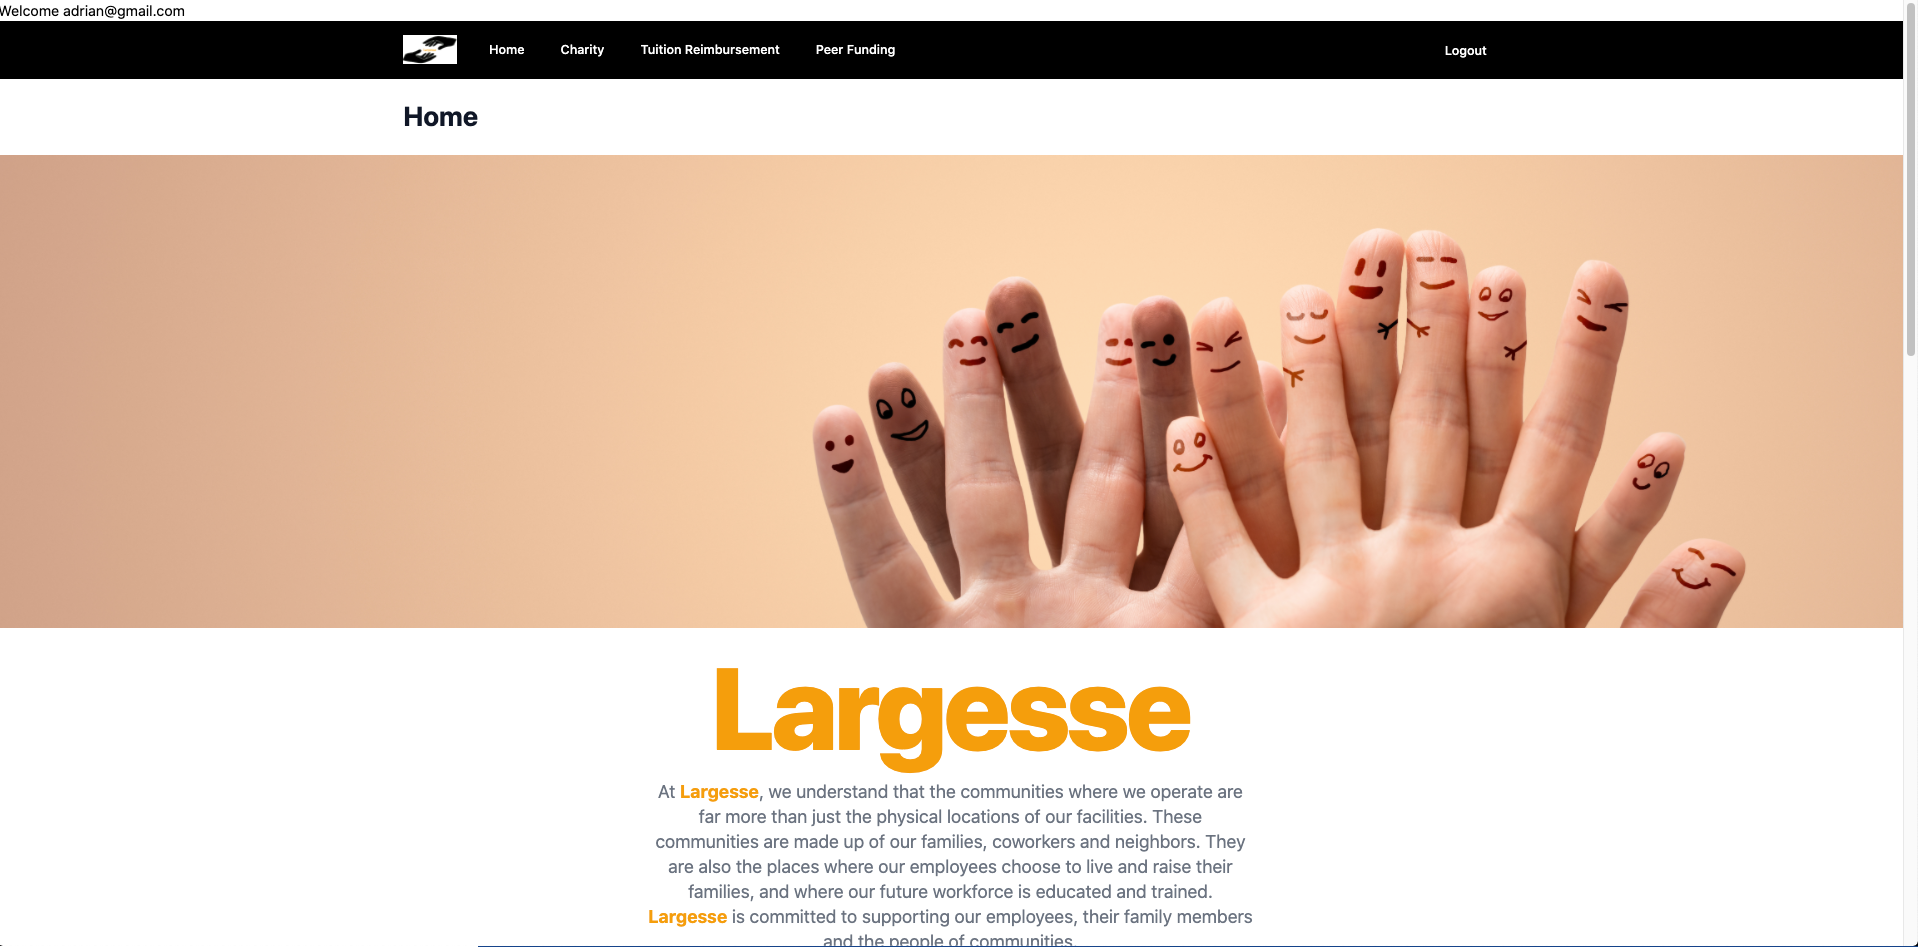 Welcome adrian@gmail.com
Home Charity Tuition Reimbursement Peer Funding Logout
Home
Largesse
At Largesse, we understand that the communities where we operate are
far more than just the physical locations of our facilities. These
communities are made up of our families, coworkers and neighbors. They
are also the places where our employees choose to live and raise their
families, and where our future workforce is educated and trained.
Largesse is committed to supporting our employees, their family members
and the people of communities.